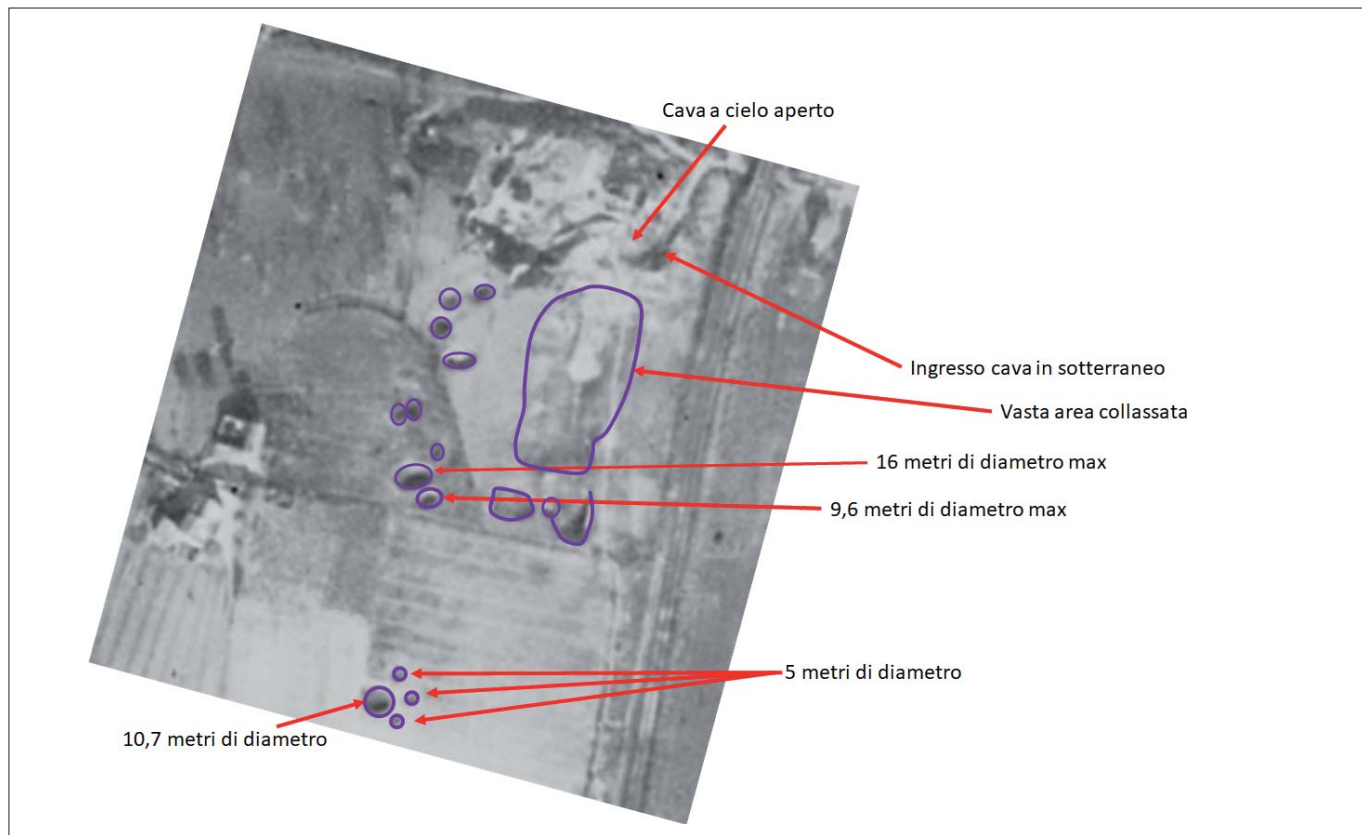 Cava a cielo aperto
Ingresso cava in sotterraneo
Vasta area collassata
16 metri di diametro max
9,6 metri di diametro max
5 metri di diametro
10,7 metri di diametro